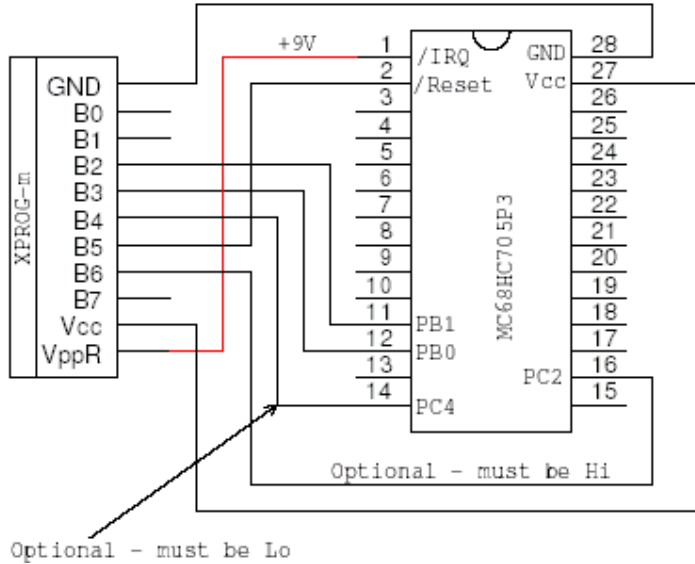 +9V
XPROG-m
GND
B0
B1
B2
B3
B4
B5
B6
B7
Vcc
VppR
1
2
3
4
5
6
7
8
9
10
11
12
13
14
/IRQ
/Reset
PB1
PB0
PC4
MC68HC705P3
GND
Vcc
PC2
28
27
26
25
24
23
22
21
20
19
18
17
16
15
Optional - must be Hi
Optional - must be Lo